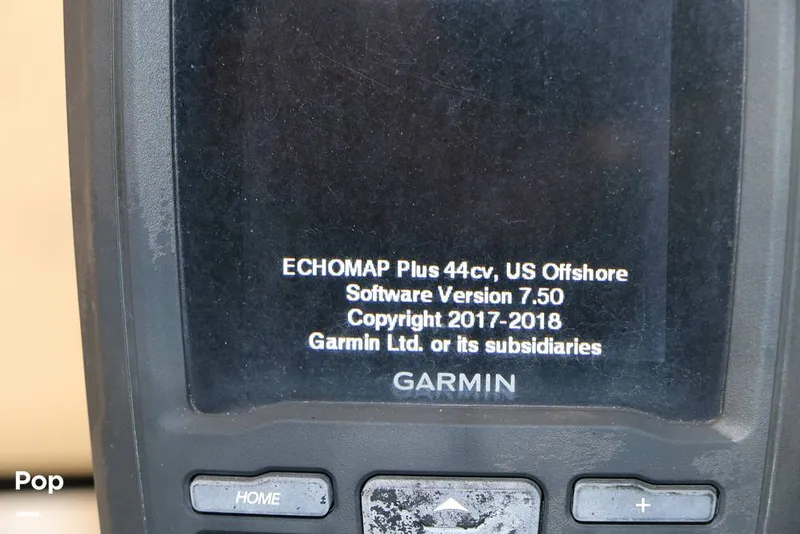 ECHOMAP Plus 44cv, US Offshore
Software Version 7.50
Copyright 2017-2018
Garmin Ltd. or its subsidiaries
GARMIN
HOME
+
Pop